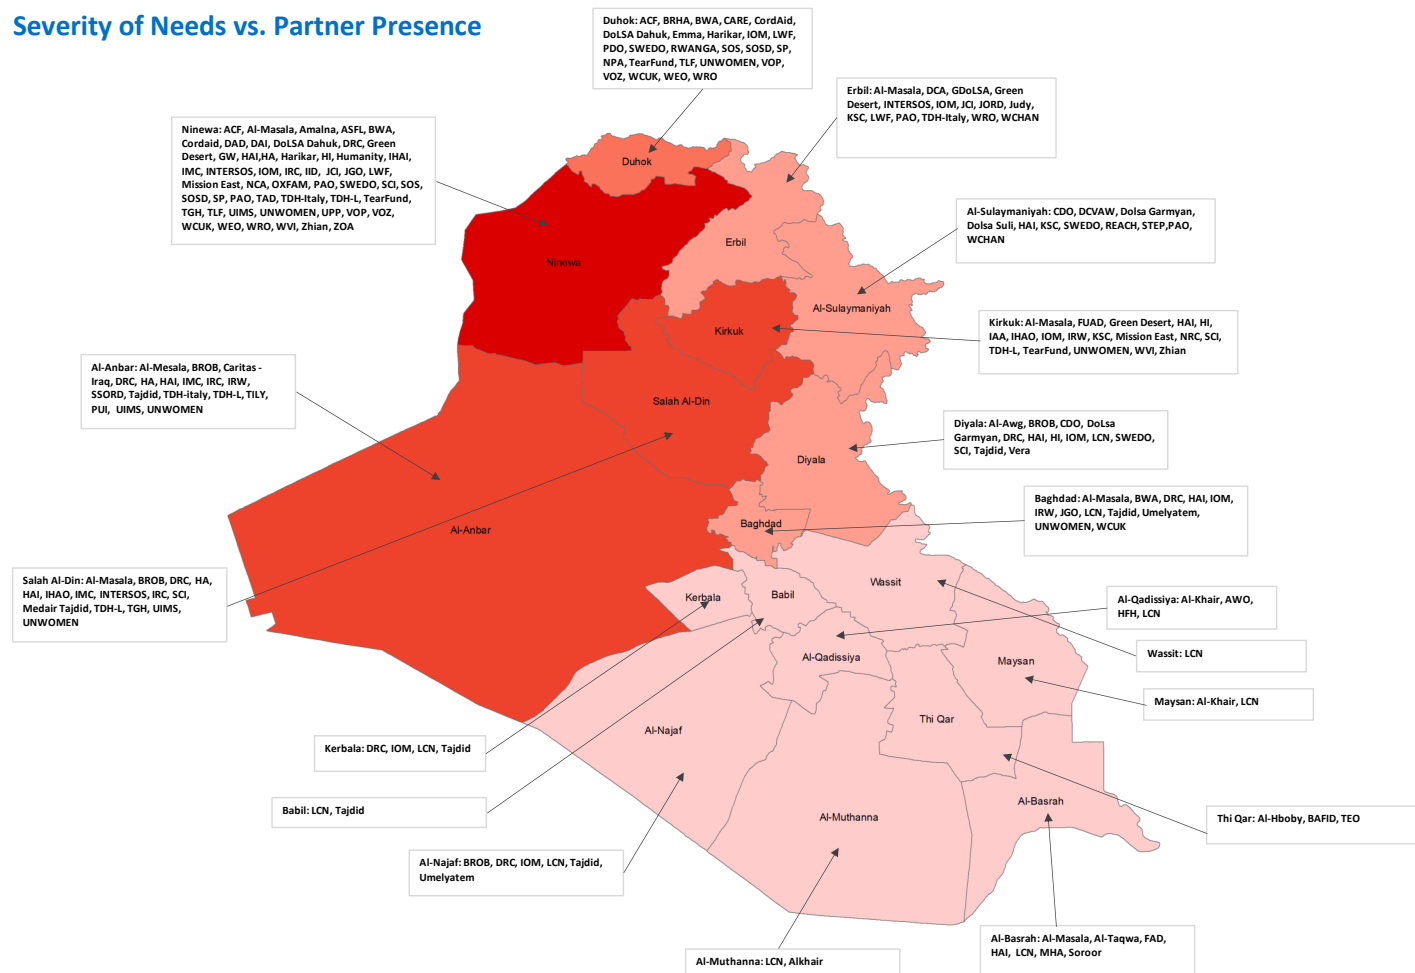 Severity of Needs vs. Partner Presence
Duhok: ACF, BRHA, BWA, CARE, CordAid,
DoLSA Dahuk, Emma, Harikar, IOM, LWF,
PDO, SWEDO, RWANGA, SOS, SOSD, SP,
NPA, TearFund, TLF, UNWOMEN, VOP,
VOZ, WCUK, WEO, WRO
Erbil: Al-Masala, DCA, GDoLSA, Green
Desert, INTERSOS, IOM, JCI, JORD, Judy,
KSC, LWF, PAO, TDH-Italy, WRO, WCHAN
Ninewa: ACF, Al-Masala, Amalna, ASFL, BWA,
Cordaid, DAD, DAI, DoLSA Dahuk, DRC, Green
Desert, GW, HAI,HA, Harikar, HI, Humanity, IHAI,
IMC, INTERSOS, IOM, IRC, IID,  JCI, JGO, LWF,
Mission East, NCA, OXFAM, PAO, SWEDO, SCI, SOS,
SOSD, SP, PAO, TAD, TDH-Italy, TDH-L, TearFund,
TGH, TLF, UIMS, UNWOMEN, UPP, VOP, VOZ,
WCUK, WEO, WRO, WVI, Zhian, ZOA
Al-Sulaymaniyah: CDO, DCVAW, Dolsa Garmyan,
Dolsa Suli, HAI, KSC, SWEDO, REACH, STEP,PAO,
WCHAN
Kirkuk: Al-Masala, FUAD, Green Desert, HAI, HI,
IAA, IHAO, IOM, IRW, KSC, Mission East, NRC, SCI,
TDH-L, TearFund, UNWOMEN, WVI, Zhian
Al-Anbar: Al-Mesala, BROB, Caritas -
Iraq, DRC, HA, HAI, IMC, IRC, IRW,
SSORD, Tajdid, TDH-italy, TDH-L, TILY,
PUI,  UIMS, UNWOMEN
Diyala: Al-Awg, BROB, CDO, DoLsa
Garmyan, DRC, HAI, HI, IOM, LCN, SWEDO,
SCI, Tajdid, Vera
Baghdad: Al-Masala, BWA, DRC, HAI, IOM,
IRW, JGO, LCN, Tajdid, Umelyatem,
UNWOMEN, WCUK
Salah Al-Din: Al-Masala, BROB, DRC, HA,
HAI, IHAO, IMC, INTERSOS, IRC, SCI,
Medair Tajdid, TDH-L, TGH, UIMS,
UNWOMEN
Al-Qadissiya: Al-Khair, AWO,
HFH, LCN
Wassit: LCN
Maysan: Al-Khair, LCN
Kerbala: DRC, IOM, LCN, Tajdid
Babil: LCN, Tajdid
Thi Qar: Al-Hboby, BAFID, TEO
Al-Najaf: BROB, DRC, IOM, LCN, Tajdid,
Umelyatem
Al-Muthanna: LCN, Alkhair
Al-Basrah: Al-Masala, Al-Taqwa, FAD,
HAI,  LCN, MHA, Soroor
Duhok
Erbil
Ninewa
Al-Sulaymaniyah
Kirkuk
Salah Al-Din
Diyala
Baghdad
Al-Anbar
Wassit
Kerbala
Babil
Al-Qadissiya
Maysan
Thi Qar
Al-Najaf
Al-Basrah
Al-Muthanna